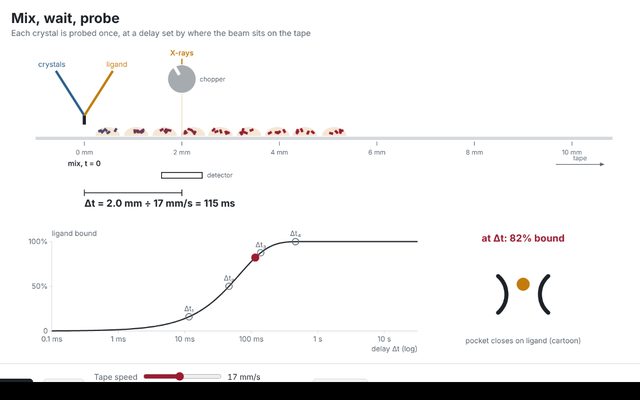 Mix, wait, probe
Each crystal is probed once, at a delay set by where the beam sits on the tape
X-rays
crystals
ligand
chopper
0 mm
2 mm
4 mm
6 mm
8 mm
10 mm
mix, t = 0
tape
detector
Δt = 2.0 mm ÷ 17 mm/s = 115 ms
ligand bound
100%
50%
0
Δt₁
Δt₂
Δt₃
Δt₄
0.1 ms
1 ms
10 ms
100 ms
1 s
10 s
delay Δt (log)
at Δt: 82% bound
pocket closes on ligand (cartoon)
Tape speed
17 mm/s